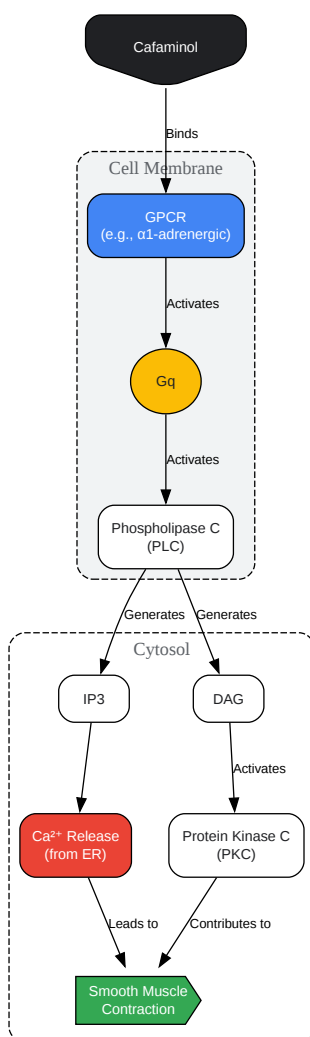 Cafaminol
Binds
Cell Membrane
GPCR
(e.g., α1-adrenergic)
Activates
Gq
Activates
Phospholipase C
(PLC)
Generates
Generates
Cytosol
IP3
DAG
Activates
Ca²⁺ Release
(from ER)
Protein Kinase C
(PKC)
Leads to
Contributes to
Smooth Muscle
Contraction